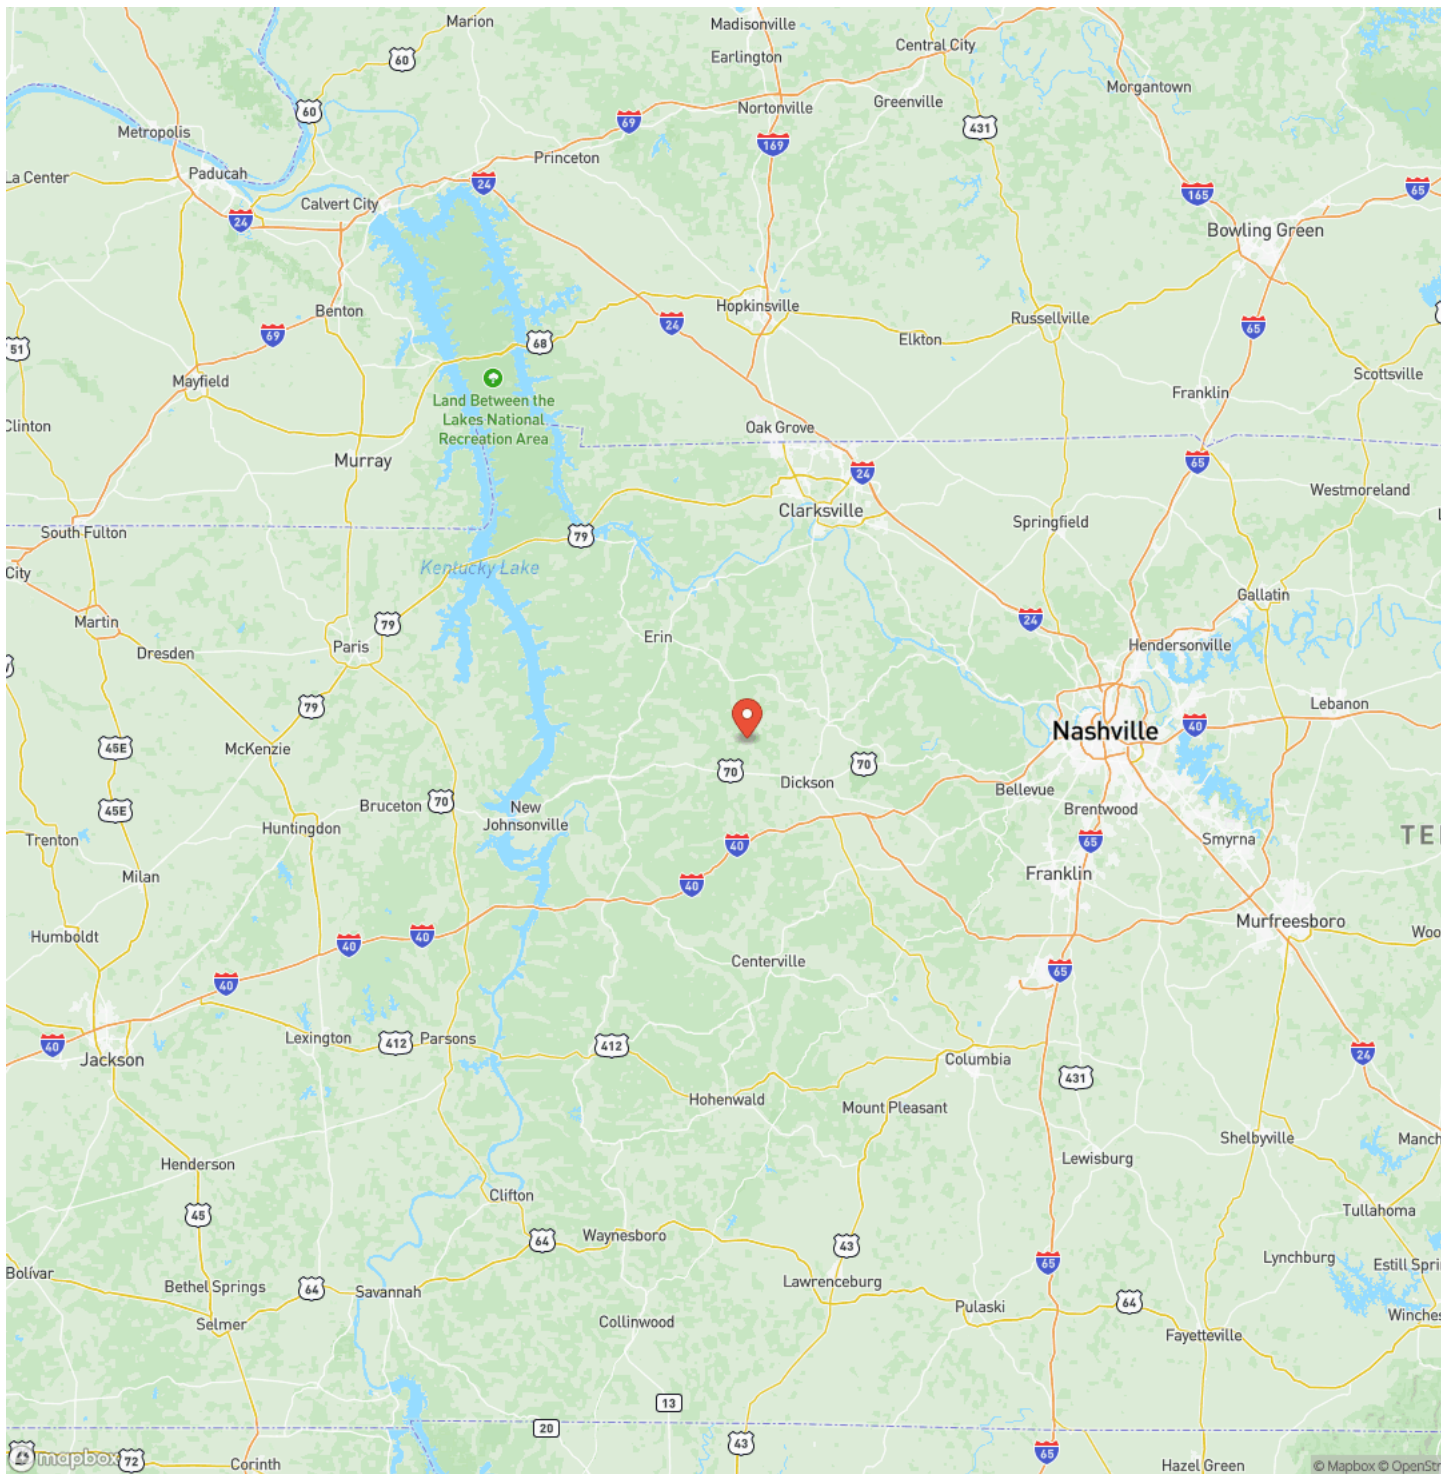 Marion
Madisonville
Earlington
Central City
60
Morgantown
60
Nortonville
Greenville
69
431
Metropolis
169
Princeton
Paducah
La Center
24
165
65
Calvert City
24
Bowling Green
Hopkinsville
Benton
Russellville
24
65
69
68
Elkton
51
Mayfield
Scottsville
Franklin
Land Between the
Lakes National
Recreation Area
Clinton
Oak Grove
Murray
65
24
Westmoreland
Clarksville
Springfield
South Fulton
79
Kentucky Lake
City
Gallatin
Martin
79
24
Erin
Hendersonville
Paris
Dresden
79
Lebanon
Nashville
40
45E
McKenzie
70
70
Dickson
Bellevue
Bruceton
70
New
Johnsonville
45E
Brentwood
Huntingdon
Trenton
40
65
Smyrna
TE
Milan
Franklin
40
Humboldt
40
40
Murfreesboro
Woo
Centerville
65
40
Lexington
412
Parsons
412
40
Jackson
Columbia
24
431
Hohenwald
Mount Pleasant
Shelbyville
Manch
Henderson
Lewisburg
Clifton
45
Tullahoma
Waynesboro
64
43
65
Lynchburg
Estill Spri
Bolívar
Bethel Springs
64
Savannah
Lawrenceburg
64
Pulaski
Selmer
Collinwood
Fayetteville
Winches
13
20
43
65
45
mapbox
72
Corinth
Hazel Green
© Mapbox © OpenStr